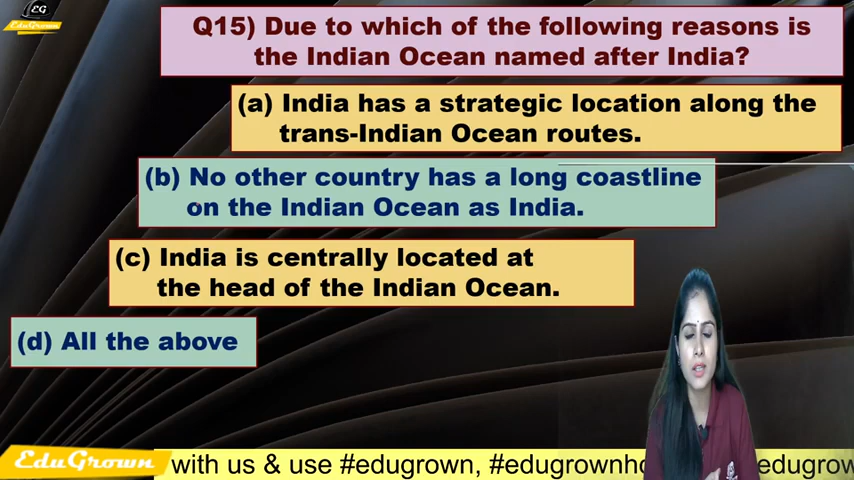 EG
EduGrown
Q15) Due to which of the following reasons is
the Indian Ocean named after India?
(a) India has a strategic location along the
trans-Indian Ocean routes.
(b) No other country has a long coastline
on the Indian Ocean as India.
(c) India is centrally located at
the head of the Indian Ocean.
(d) All the above
EduGrown
with us & use #edugrown, #edugrownho edugrow